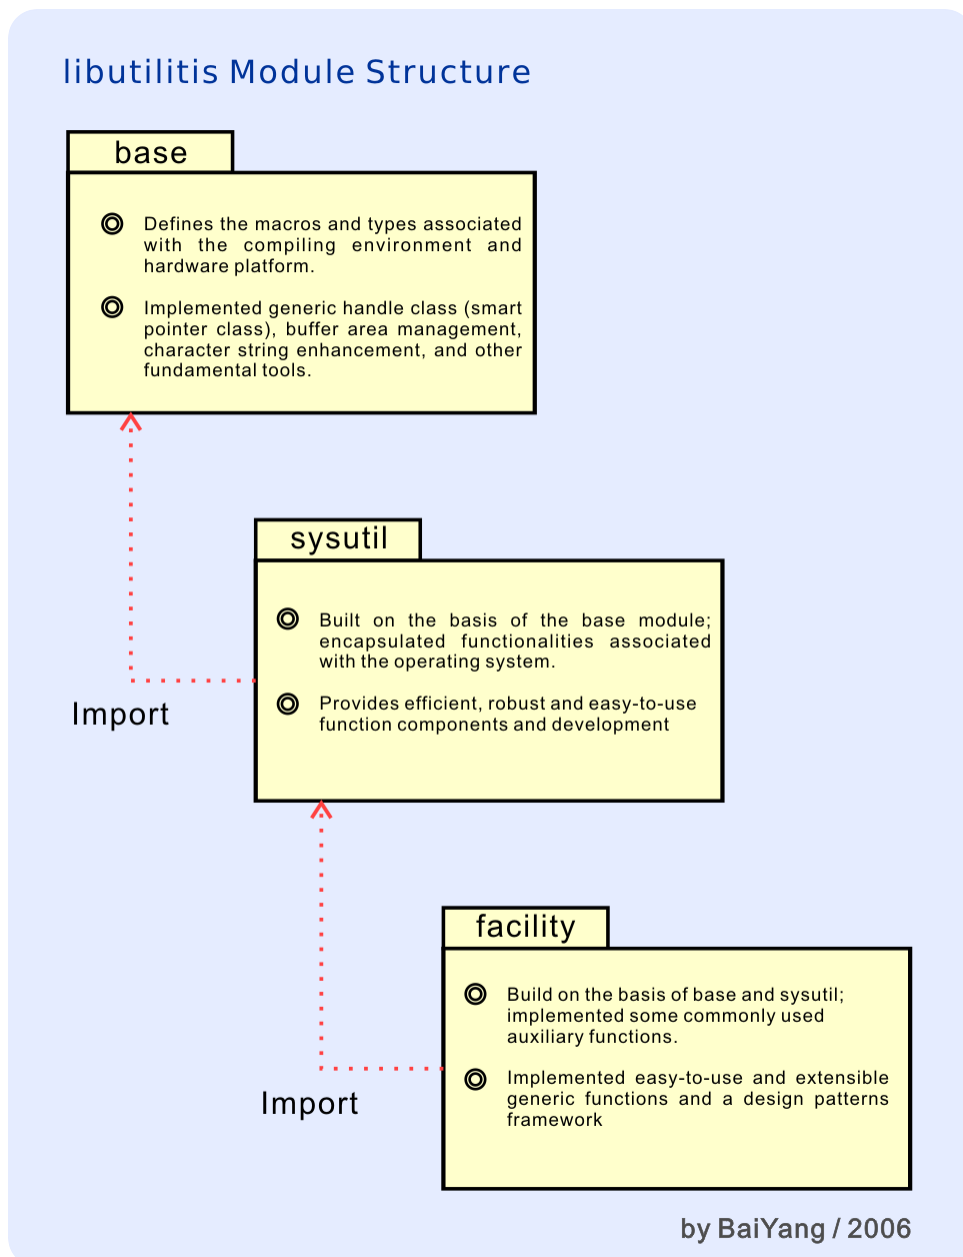 libutilitis Module Structure
base
Defines the macros and types associated
with the compiling environment and
hardware platform.
Implemented generic handle class (smart
pointer class), buffer area management,
character string enhancement, and other
fundamental tools.
sysutil
Built on the basis of the base module;
encapsulated functionalities associated
with the operating system.
Import
Provides efficient, robust and easy-to-use
function components and development
facility
Build on the basis of base and sysutil;
implemented some commonly used
auxiliary functions.
Import
Implemented easy-to-use and extensible
generic functions and a design patterns
framework
by BaiYang / 2006